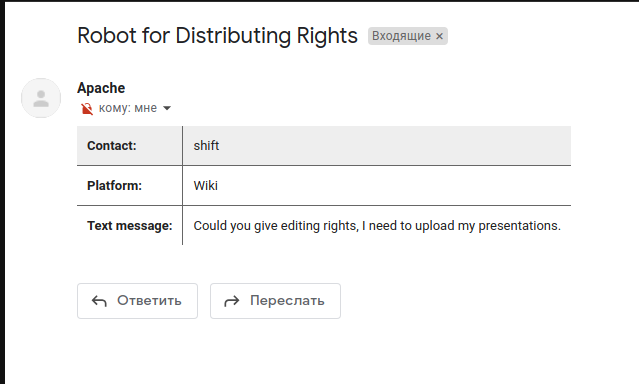 Robot for Distributing Rights Входящие ×
Apache
кому: мне
Contact: shift
Platform: Wiki
Text message: Could you give editing rights, I need to upload my presentations.
Ответить Переслать